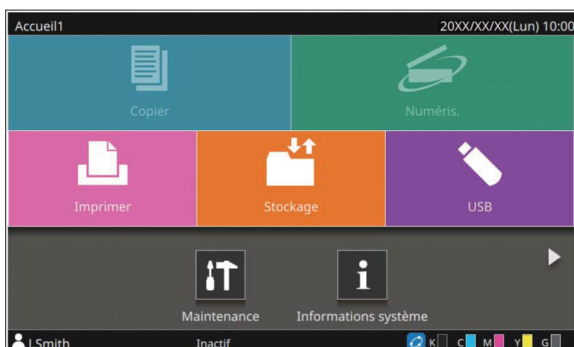 Accueil1 20XX/XX/XX(Lun) 10:00
Copier Numéris.
Imprimer Stockage USB
Maintenance Informations système
J.Smith Inactif K C M Y G